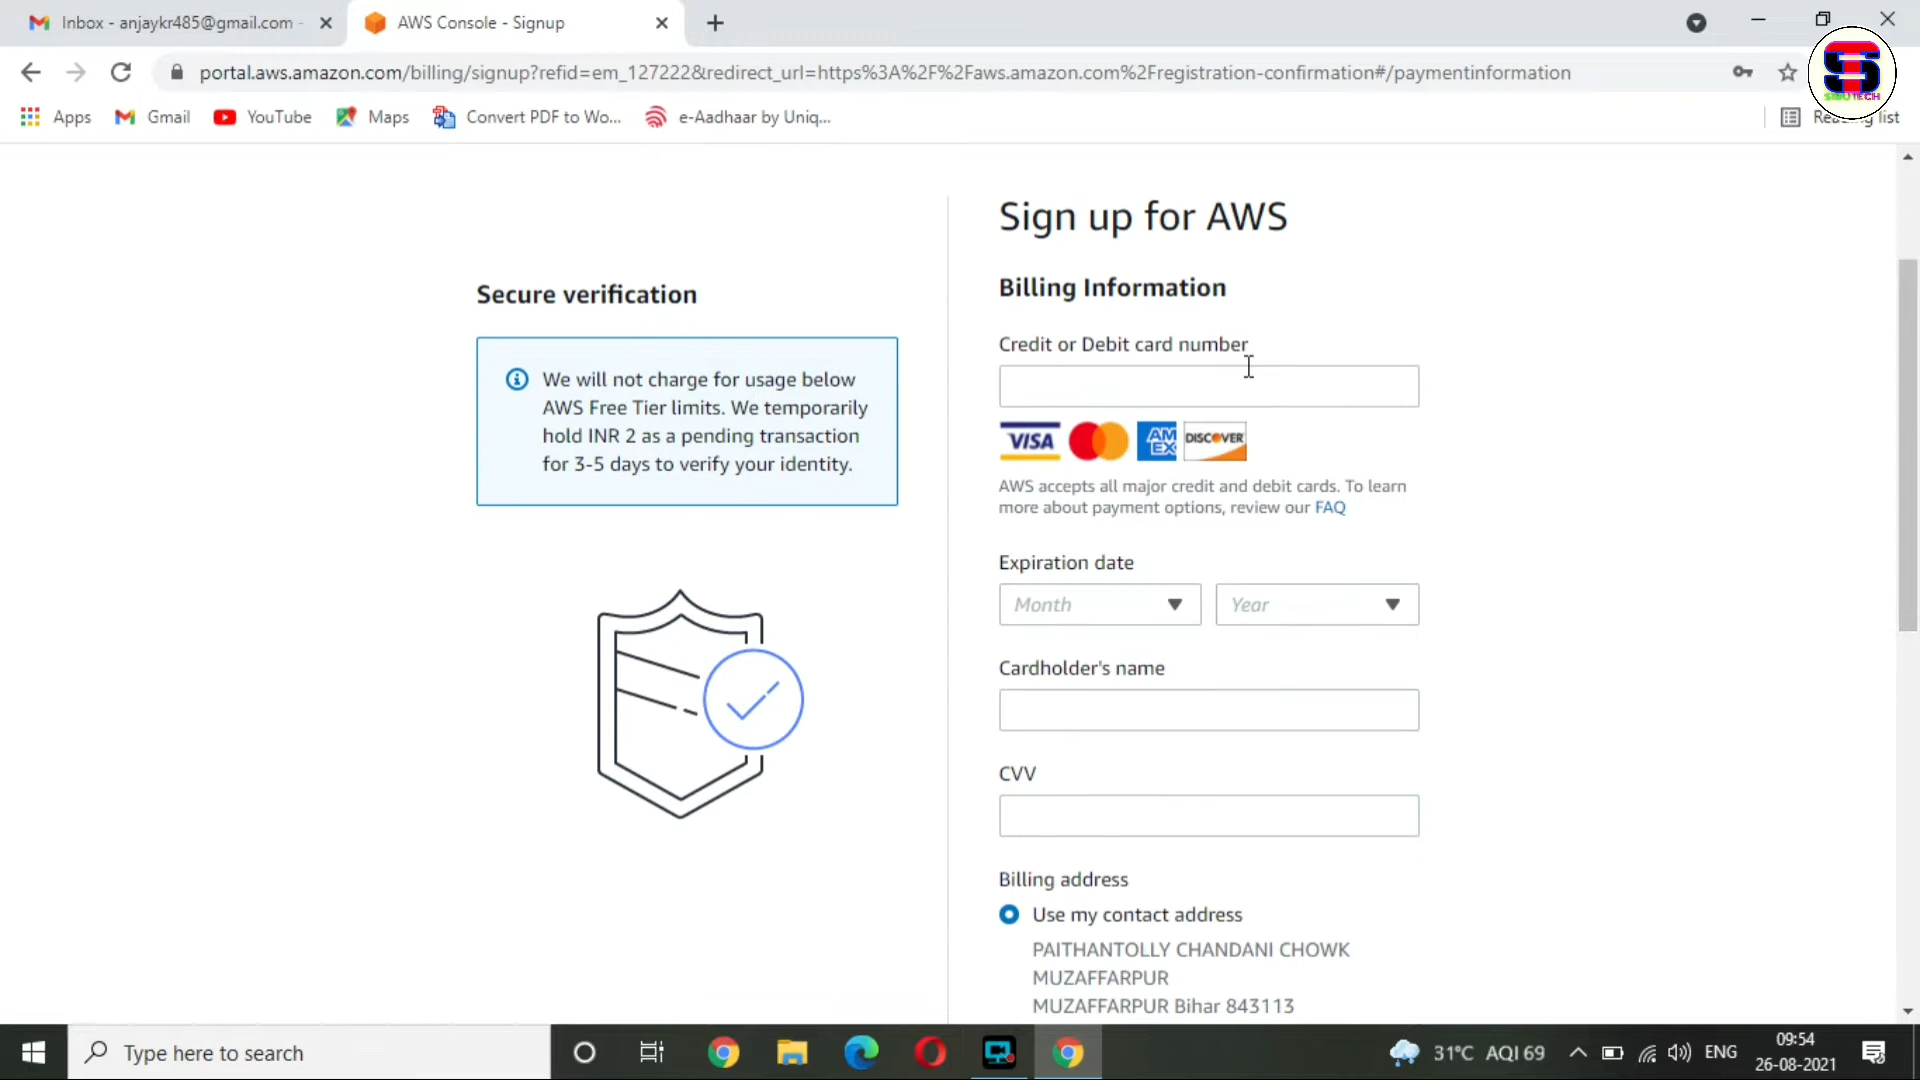 Inbox - anjaykr485@gmail.com -
AWS Console - Signup
portal.aws.amazon.com/billing/signup?refid=em_127222&redirect_url=https%3A%2F%2Faws.amazon.com%2Fregistration-confirmation#/paymentinformation
Apps
Gmail
YouTube
Maps
Convert PDF to Wo...
e-Aadhaar by Uniq...
Reading list
Sign up for AWS
Secure verification
We will not charge for usage below
AWS Free Tier limits. We temporarily
hold INR 2 as a pending transaction
for 3-5 days to verify your identity.
Billing Information
Credit or Debit card number
VISA
AM
EX
DISCOVER
AWS accepts all major credit and debit cards. To learn
more about payment options, review our FAQ
Expiration date
Month
Year
Cardholder's name
CVV
Billing address
Use my contact address
PAITHANTOLLY CHANDANI CHOWK
MUZAFFARPUR
MUZAFFARPUR Bihar 843113
Type here to search
31°C AQI 69
ENG
09:54
26-08-2021